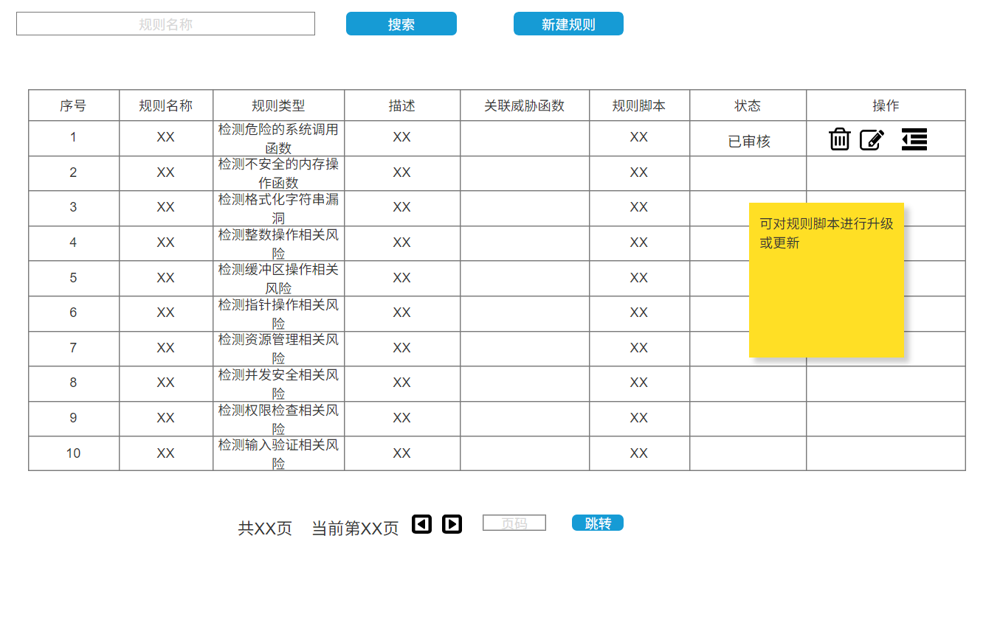 规则名称 搜索 新建规则
序号 规则名称 规则类型 描述 关联威胁函数 规则脚本 状态 操作
1 XX 检测危险的系统调用 XX XX 已审核
函数
2 XX 检测不安全的内存操 XX XX
作函数
3 XX 检测格式化字符串漏 XX XX
洞
可对规则脚本进行升级
或更新
4 XX 检测整数操作相关风 XX XX
险
5 XX 检测缓冲区操作相关 XX XX
风险
6 XX 检测指针操作相关风 XX XX
险
7 XX 检测资源管理相关风 XX XX
险
8 XX 检测并发安全相关风 XX XX
险
9 XX 检测权限检查相关风 XX XX
险
10 XX 检测输入验证相关风 XX XX
险
共XX页 当前第XX页 页码 跳转